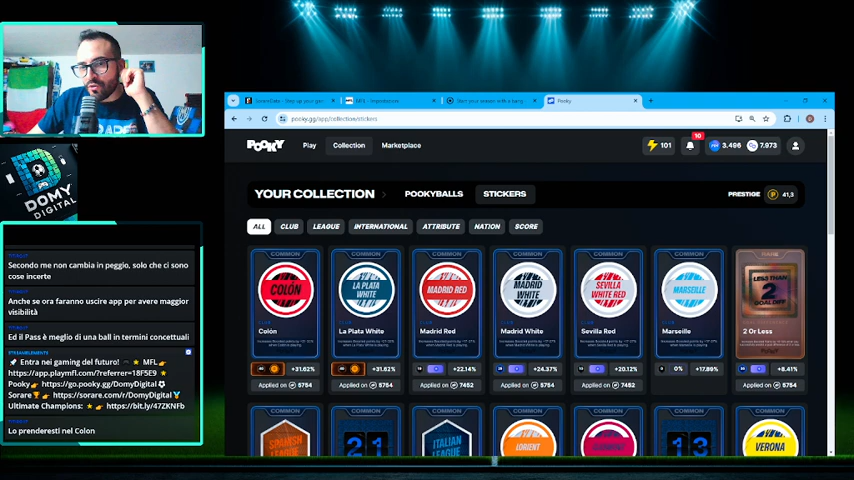 POOKY
pooky.gg/app/collection/stickers
POOKY
Play
Collection
Marketplace
101
10
3.496
7.973
YOUR COLLECTION
POOKYBALLS
STICKERS
PRESTIGE
41,3
ALL
CLUB
LEAGUE
INTERNATIONAL
ATTRIBUTE
NATION
SCORE
COMMON
COMMON
COMMON
COMMON
COMMON
COMMON
RARE
COLÓN
LA PLATA WHITE
MADRID RED
MADRID WHITE
SEVILLA WHITE RED
MARSEILLE
LESS THAN
2
GOAL DIFF
Colón
La Plata White
Madrid Red
Madrid White
Sevilla Red
Marseille
2 Or Less
+31.62%
+31.62%
+22.14%
+24.37%
+20.12%
0%
+17.89%
+8.41%
Applied on 5754
Applied on 5754
Applied on 7452
Applied on 5754
Applied on 7452
Applied on 5754
COMMON
COMMON
COMMON
COMMON
COMMON
COMMON
COMMON
SPANISH LEAGUE
21
ITALIAN LEAGUE
LORIENT
13
VERONA
DOMY
DIGITAL
Secondo me non cambia in peggio, solo che ci sono
cose incerte
Anche se ora faranno uscire app per avere maggior
visibilità
Ed il Pass è meglio di una ball in termini concettuali
STREAMELEMENTS
Entra nei gaming del futuro! MFL
https://app.playmfl.com/?referrer=18F5E9
Pooky https://go.pooky.gg/DomyDigital
Sorare https://sorare.com/r/DomyDigital
Ultimate Champions: https://bit.ly/47ZKNFb
Lo prenderesti nel Colon